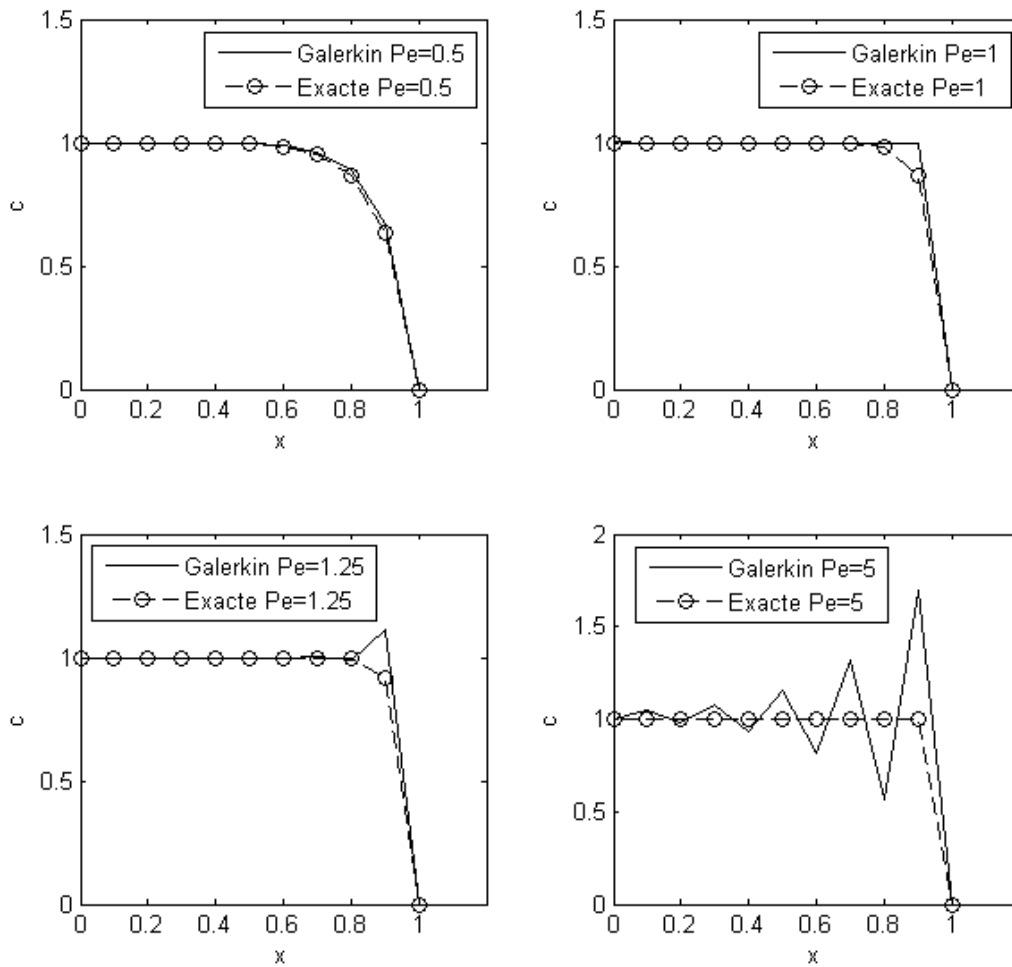 1.5
Galerkin Pe=0.5
Exacte Pe=0.5
1
c
0.5
0
0 0.2 0.4 0.6 0.8 1
x
1.5
Galerkin Pe=1
Exacte Pe=1
1
c
0.5
0
0 0.2 0.4 0.6 0.8 1
x
1.5
Galerkin Pe=1.25
Exacte Pe=1.25
1
c
0.5
0
0 0.2 0.4 0.6 0.8 1
x
2
Galerkin Pe=5
Exacte Pe=5
1.5
1
c
0.5
0
0 0.2 0.4 0.6 0.8 1
x